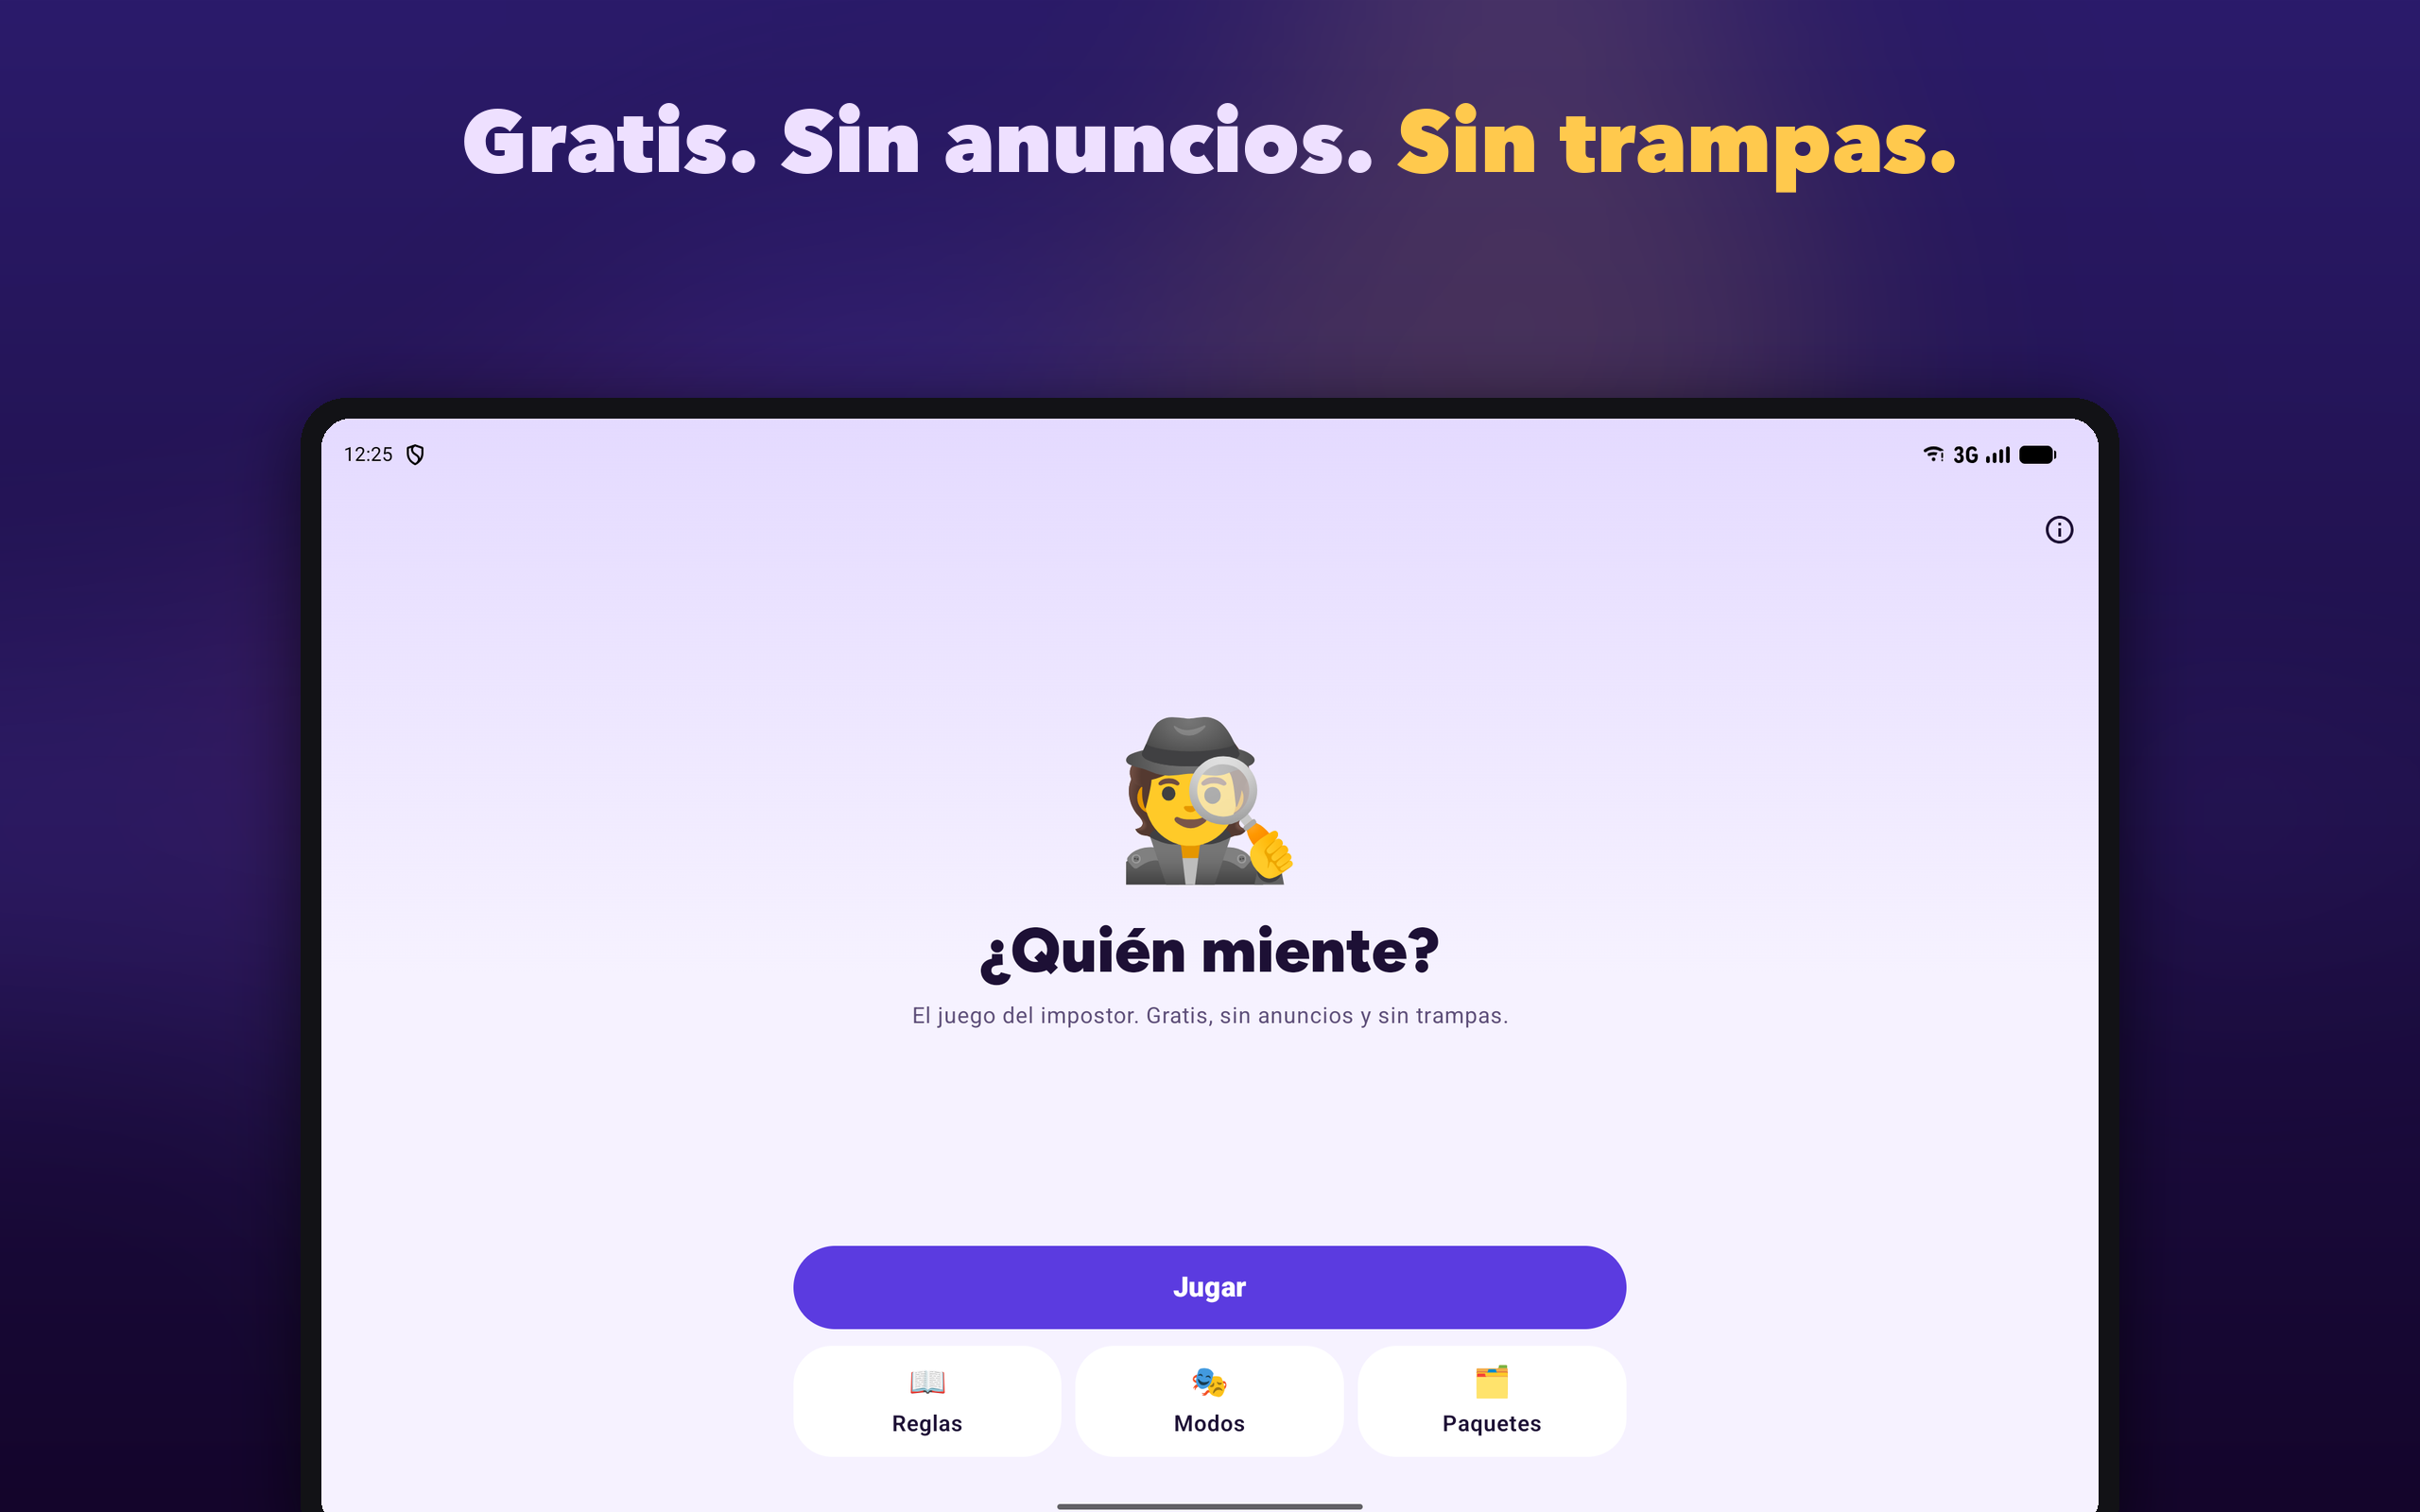 Gratis. Sin anuncios. Sin trampas.
12:25
3G
¿Quién miente?
El juego del impostor. Gratis, sin anuncios y sin trampas.
Jugar
Reglas
Modos
Paquetes